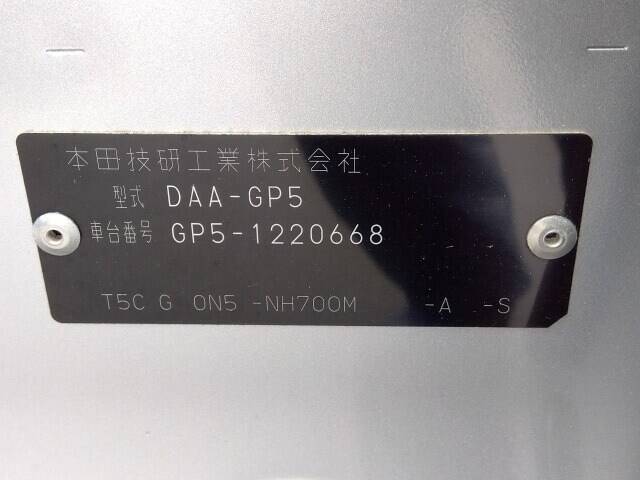 本田技研工業株式会社
型式 DAA-GP5
車台番号 GP5-1220668
T5C G 0N5 -NH700M -A -S